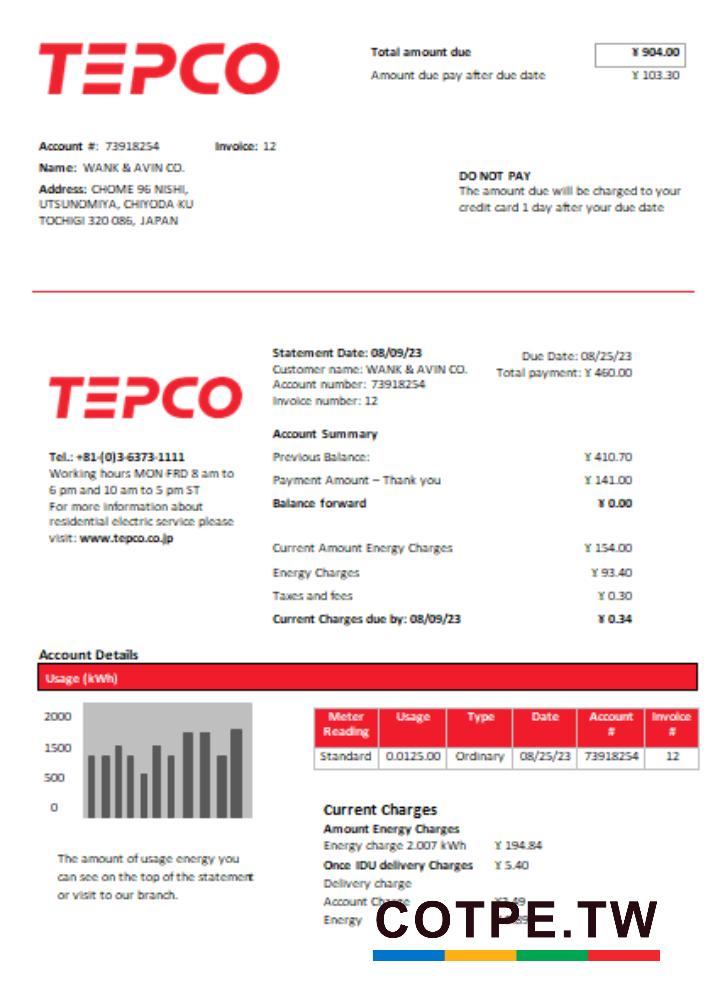 TEPCO
Total amount due ¥ 904.00
Amount due pay after due date ¥ 103.30
Account #: 73918254 Invoice: 12
Name: WANK & AVIN CO.
Address: CHOME 96 NISHI,
UTSUNOMIYA, CHIYODA KU
TOCHIGI 320 086, JAPAN
DO NOT PAY
The amount due will be charged to your
credit card 1 day after your due date
TEPCO
Tel.: +81-(0)3-6373-1111
Working hours MON-FRD 8 am to
6 pm and 10 am to 5 pm ST
For more information about
residential electric service please
visit: www.tepco.co.jp
Statement Date: 08/09/23
Customer name: WANK & AVIN CO.
Account number: 73918254
Invoice number: 12
Due Date: 08/25/23
Total payment: ¥ 460.00
Account Summary
Previous Balance: ¥ 410.70
Payment Amount – Thank you ¥ 141.00
Balance forward ¥ 0.00
Current Amount Energy Charges ¥ 154.00
Energy Charges ¥ 93.40
Taxes and fees ¥ 0.30
Current Charges due by: 08/09/23 ¥ 0.34
Account Details
Usage (kWh)
2000
1500
500
0
The amount of usage energy you
can see on the top of the statement
or visit to our branch.
Meter Reading Usage Type Date Account # Invoice #
Standard 0.0125.00 Ordinary 08/25/23 73918254 12
Current Charges
Amount Energy Charges
Energy charge 2.007 kWh ¥ 194.84
Once IDU delivery Charges ¥ 5.40
Delivery charge
Account Charge
Energy
COTPE.TW